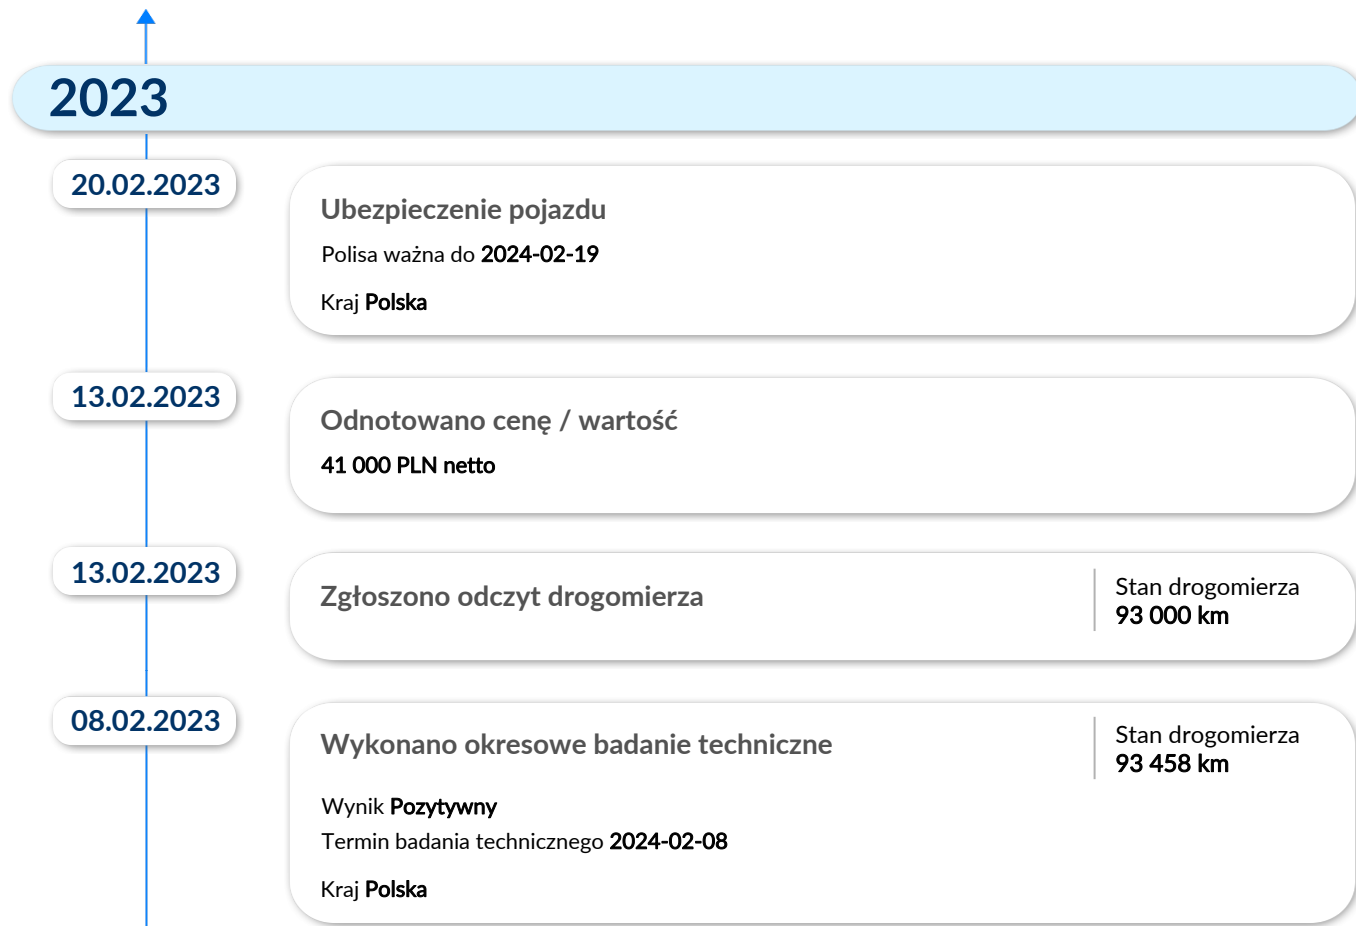 2023
20.02.2023
Ubezpieczenie pojazdu
Polisa ważna do 2024-02-19
Kraj Polska
13.02.2023
Odnotowano cenę / wartość
41 000 PLN netto
13.02.2023
Zgłoszono odczyt drogomierza
Stan drogomierza
93 000 km
08.02.2023
Wykonano okresowe badanie techniczne
Stan drogomierza
93 458 km
Wynik Pozytywny
Termin badania technicznego 2024-02-08
Kraj Polska